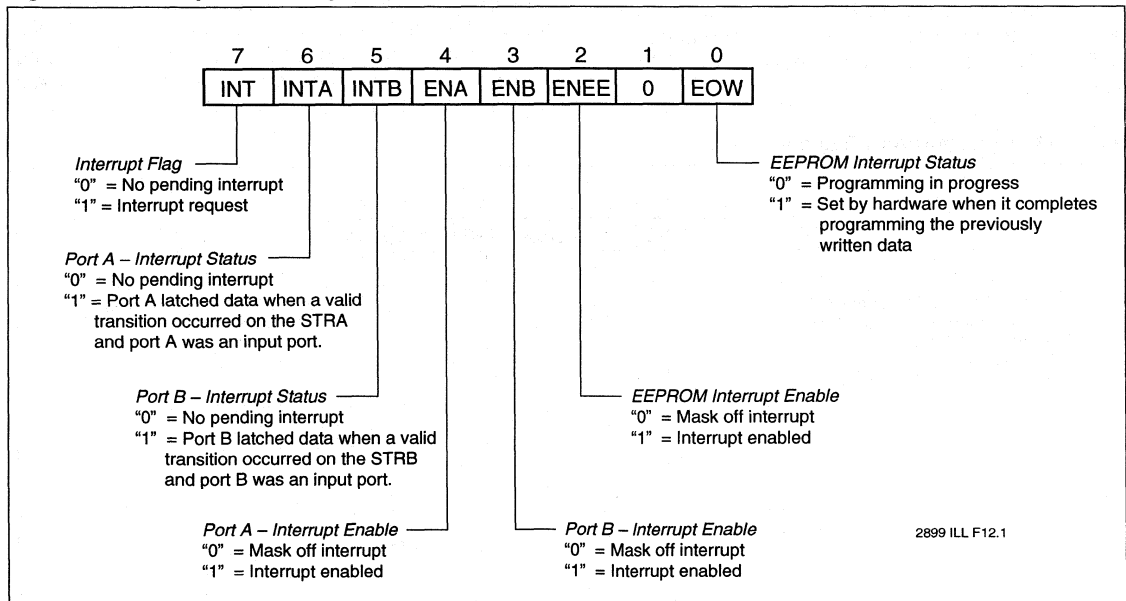 7 6 5 4 3 2 1 0
INT INTA INTB ENA ENB ENEE 0 EOW
Interrupt Flag
“0” = No pending interrupt
“1” = Interrupt request
EEPROM Interrupt Status
“0” = Programming in progress
“1” = Set by hardware when it completes
programming the previously
written data
Port A – Interrupt Status
“0” = No pending interrupt
“1” = Port A latched data when a valid
transition occurred on the STRA
and port A was an input port.
Port B – Interrupt Status
“0” = No pending interrupt
“1” = Port B latched data when a valid
transition occurred on the STRB
and port B was an input port.
EEPROM Interrupt Enable
“0” = Mask off interrupt
“1” = Interrupt enabled
Port A – Interrupt Enable
“0” = Mask off interrupt
“1” = Interrupt enabled
Port B – Interrupt Enable
“0” = Mask off interrupt
“1” = Interrupt enabled
2899 ILL F12.1